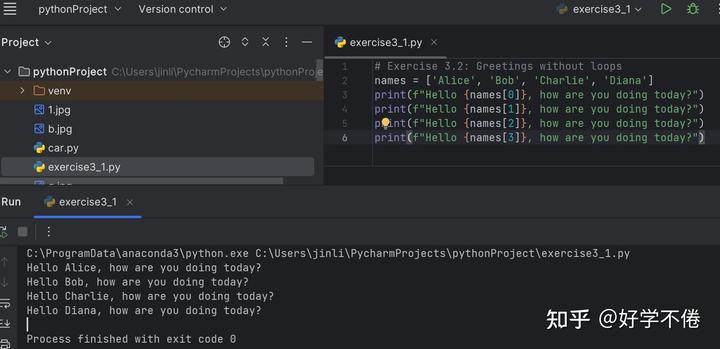 pythonProject
Version control
exercise3_1
Project
exercise3_1.py
pythonProject C:\Users\jinli\PycharmProjects\pythonProje
venv
1.jpg
b.jpg
car.py
exercise3_1.py
1 # Exercise 3.2: Greetings without loops
2 names = ['Alice', 'Bob', 'Charlie', 'Diana']
3 print(f"Hello {names[0]}, how are you doing today?")
4 print(f"Hello {names[1]}, how are you doing today?")
5 print(f"Hello {names[2]}, how are you doing today?")
6 print(f"Hello {names[3]}, how are you doing today?")
Run
exercise3_1
C:\ProgramData\anaconda3\python.exe C:\Users\jinli\PycharmProjects\pythonProject\exercise3_1.py
Hello Alice, how are you doing today?
Hello Bob, how are you doing today?
Hello Charlie, how are you doing today?
Hello Diana, how are you doing today?
Process finished with exit code 0
知乎 @好学不倦